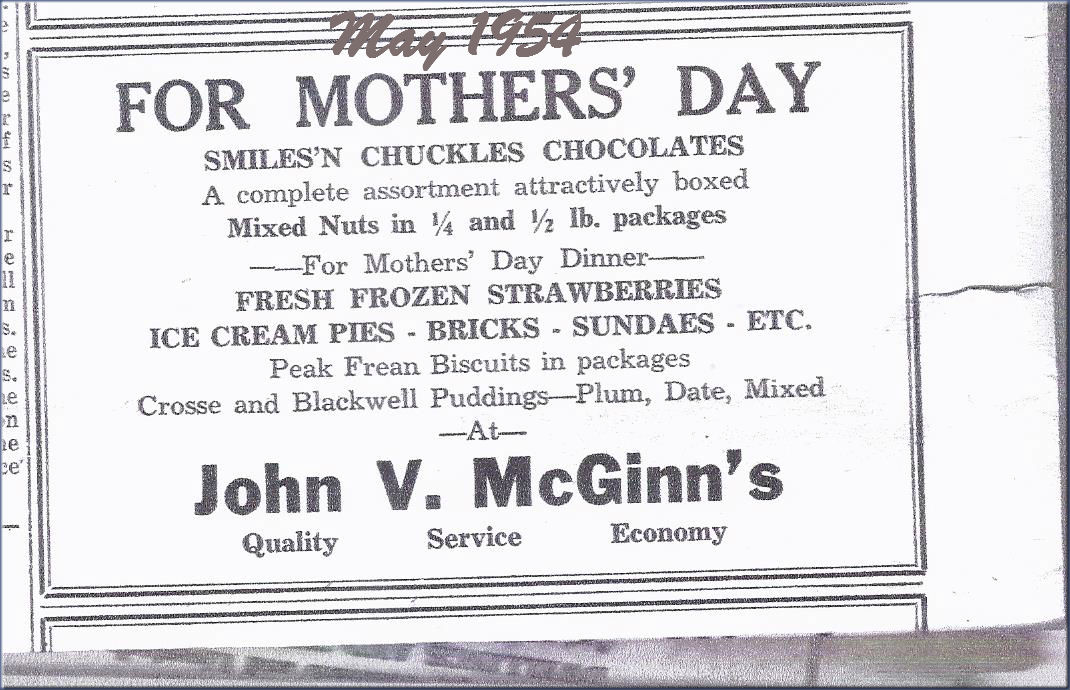 May 1954
FOR MOTHERS' DAY
SMILES'N CHUCKLES CHOCOLATES
A complete assortment attractively boxed
Mixed Nuts in ¼ and ½ lb. packages
——For Mothers' Day Dinner——
FRESH FROZEN STRAWBERRIES
ICE CREAM PIES - BRICKS - SUNDAES - ETC.
Peak Frean Biscuits in packages
Crosse and Blackwell Puddings—Plum, Date, Mixed
—At—
John V. McGinn's
Quality Service Economy